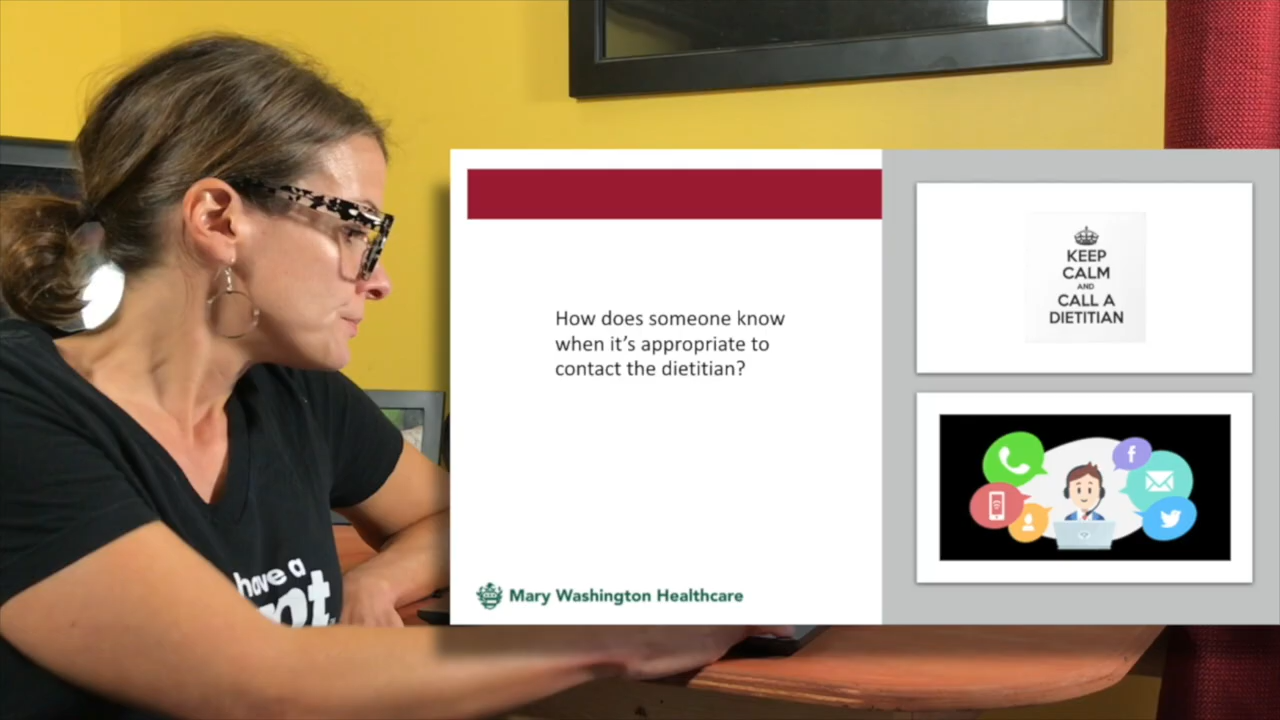 How does someone know
when it's appropriate to
contact the dietitian?
Mary Washington Healthcare
KEEP
CALM
AND
CALL A
DIETITIAN
have a